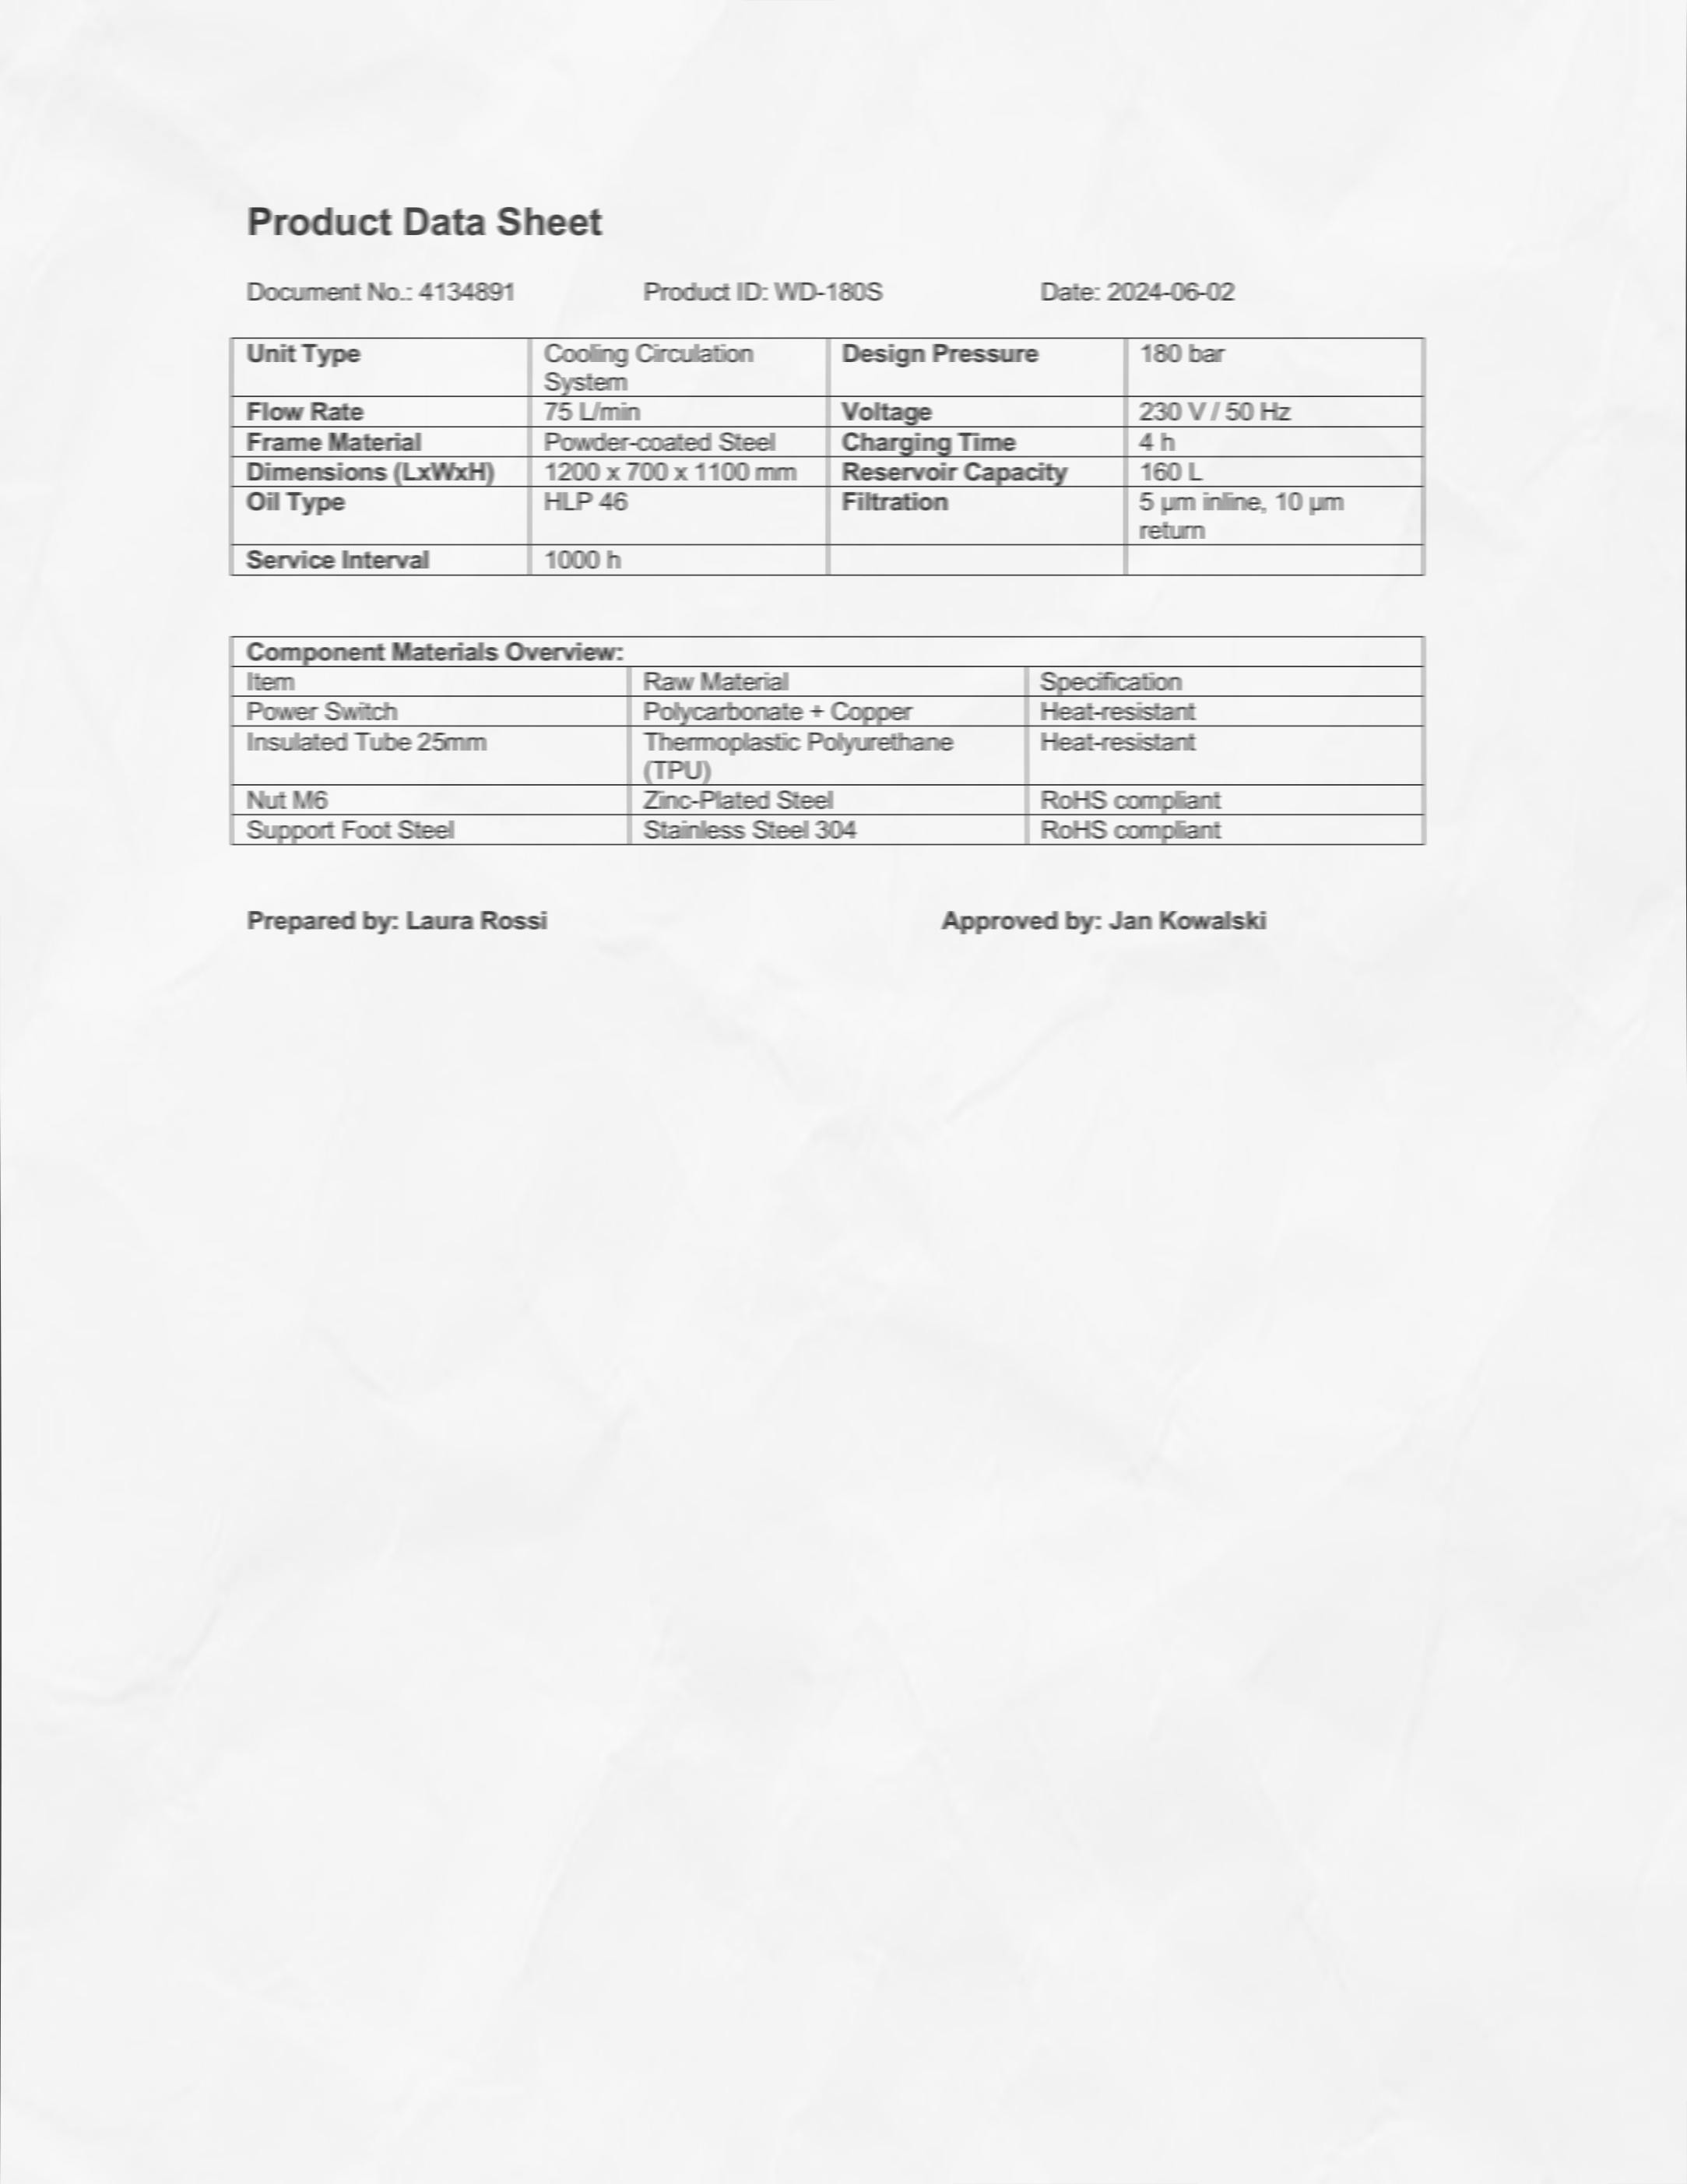 Product Data Sheet
Document No.: 4134891 Product ID: WD-180S Date: 2024-06-02
Unit Type Cooling Circulation System Design Pressure 180 bar
Flow Rate 75 L/min Voltage 230 V / 50 Hz
Frame Material Powder-coated Steel Charging Time 4 h
Dimensions (LxWxH) 1200 x 700 x 1100 mm Reservoir Capacity 160 L
Oil Type HLP 46 Filtration 5 µm inline, 10 µm return
Service Interval 1000 h
Component Materials Overview:
Item Raw Material Specification
Power Switch Polycarbonate + Copper Heat-resistant
Insulated Tube 25mm Thermoplastic Polyurethane (TPU) Heat-resistant
Nut M6 Zinc-Plated Steel RoHS compliant
Support Foot Steel Stainless Steel 304 RoHS compliant
Prepared by: Laura Rossi Approved by: Jan Kowalski